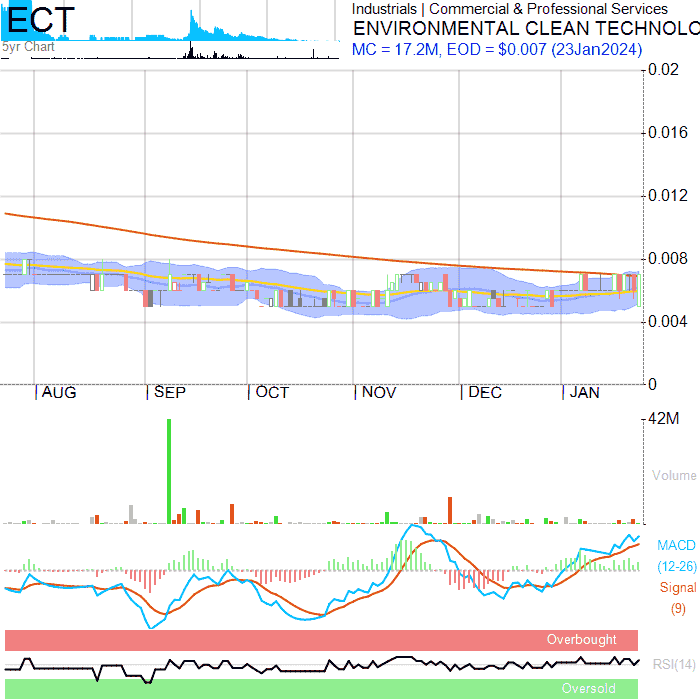 ECT
5yr Chart
Industrials | Commercial & Professional Services
ENVIRONMENTAL CLEAN TECHNOLO
MC = 17.2M, EOD = $0.007 (23Jan2024)
0.02
0.016
0.012
0.008
0.004
0
|AUG |SEP |OCT |NOV |DEC |JAN
42M
Volume
MACD
(12-26)
Signal
(9)
Overbought
RSI(14)
Oversold